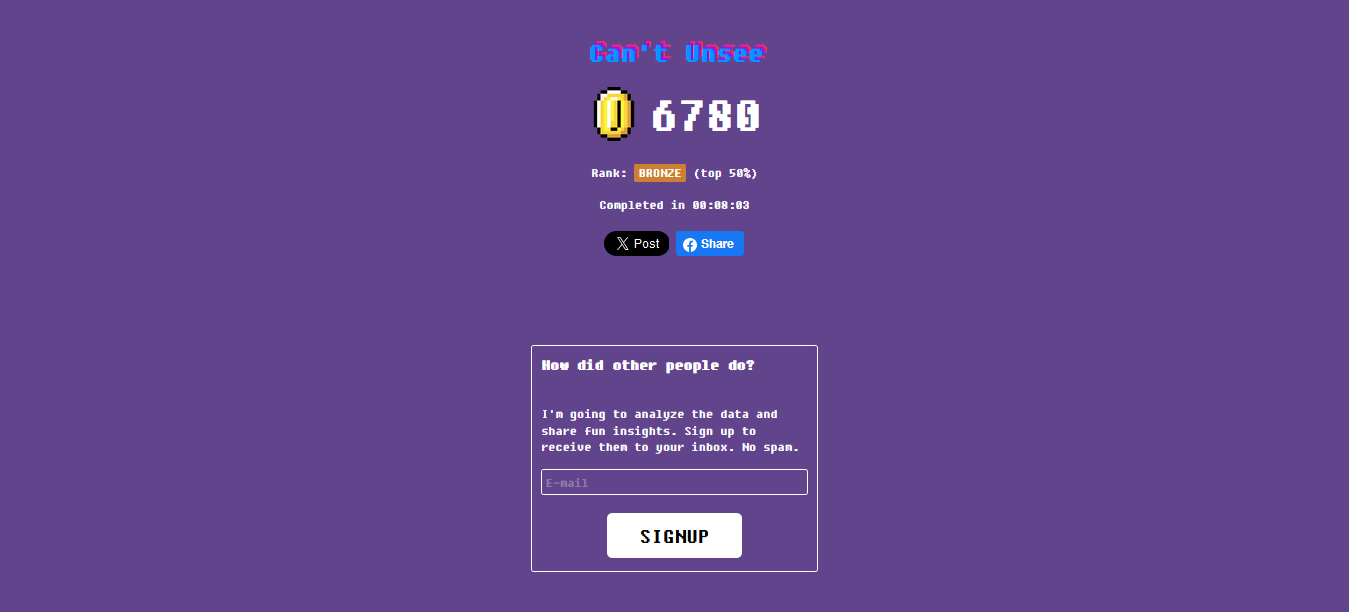 Can't Unsee
6780
Rank: BRONZE (top 50%)
Completed in 00:08:03
Post
Share
How did other people do?
I'm going to analyze the data and
share fun insights. Sign up to
receive them to your inbox. No spam.
E-mail
SIGNUP